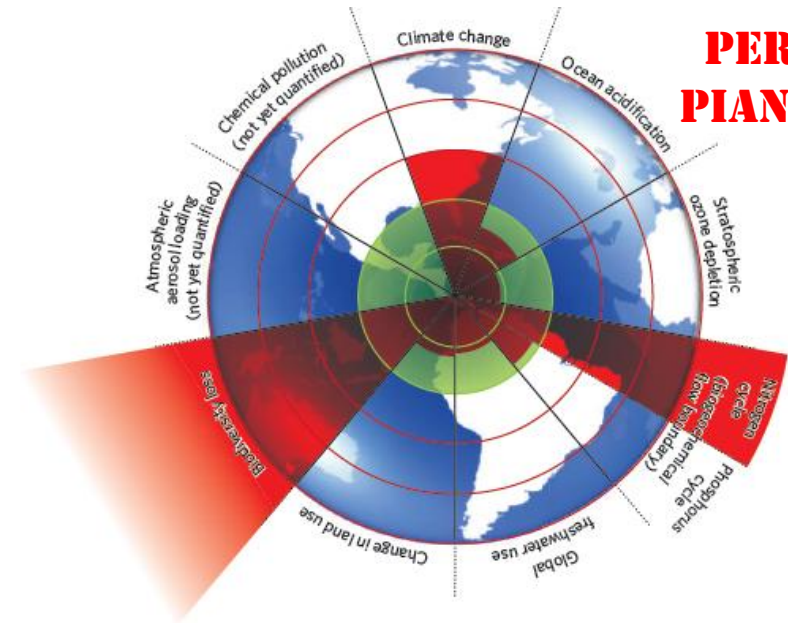 PER
PIAN
Climate change
Ocean acidification
Stratospheric
ozone depletion
Nitrogen
cycle
(biogeochemical
flow boundary)
Phosphorus
cycle
Global
freshwater use
Change in land use
Biodiversity loss
Atmospheric
aerosol loading
(not yet quantified)
Chemical pollution
(not yet quantified)